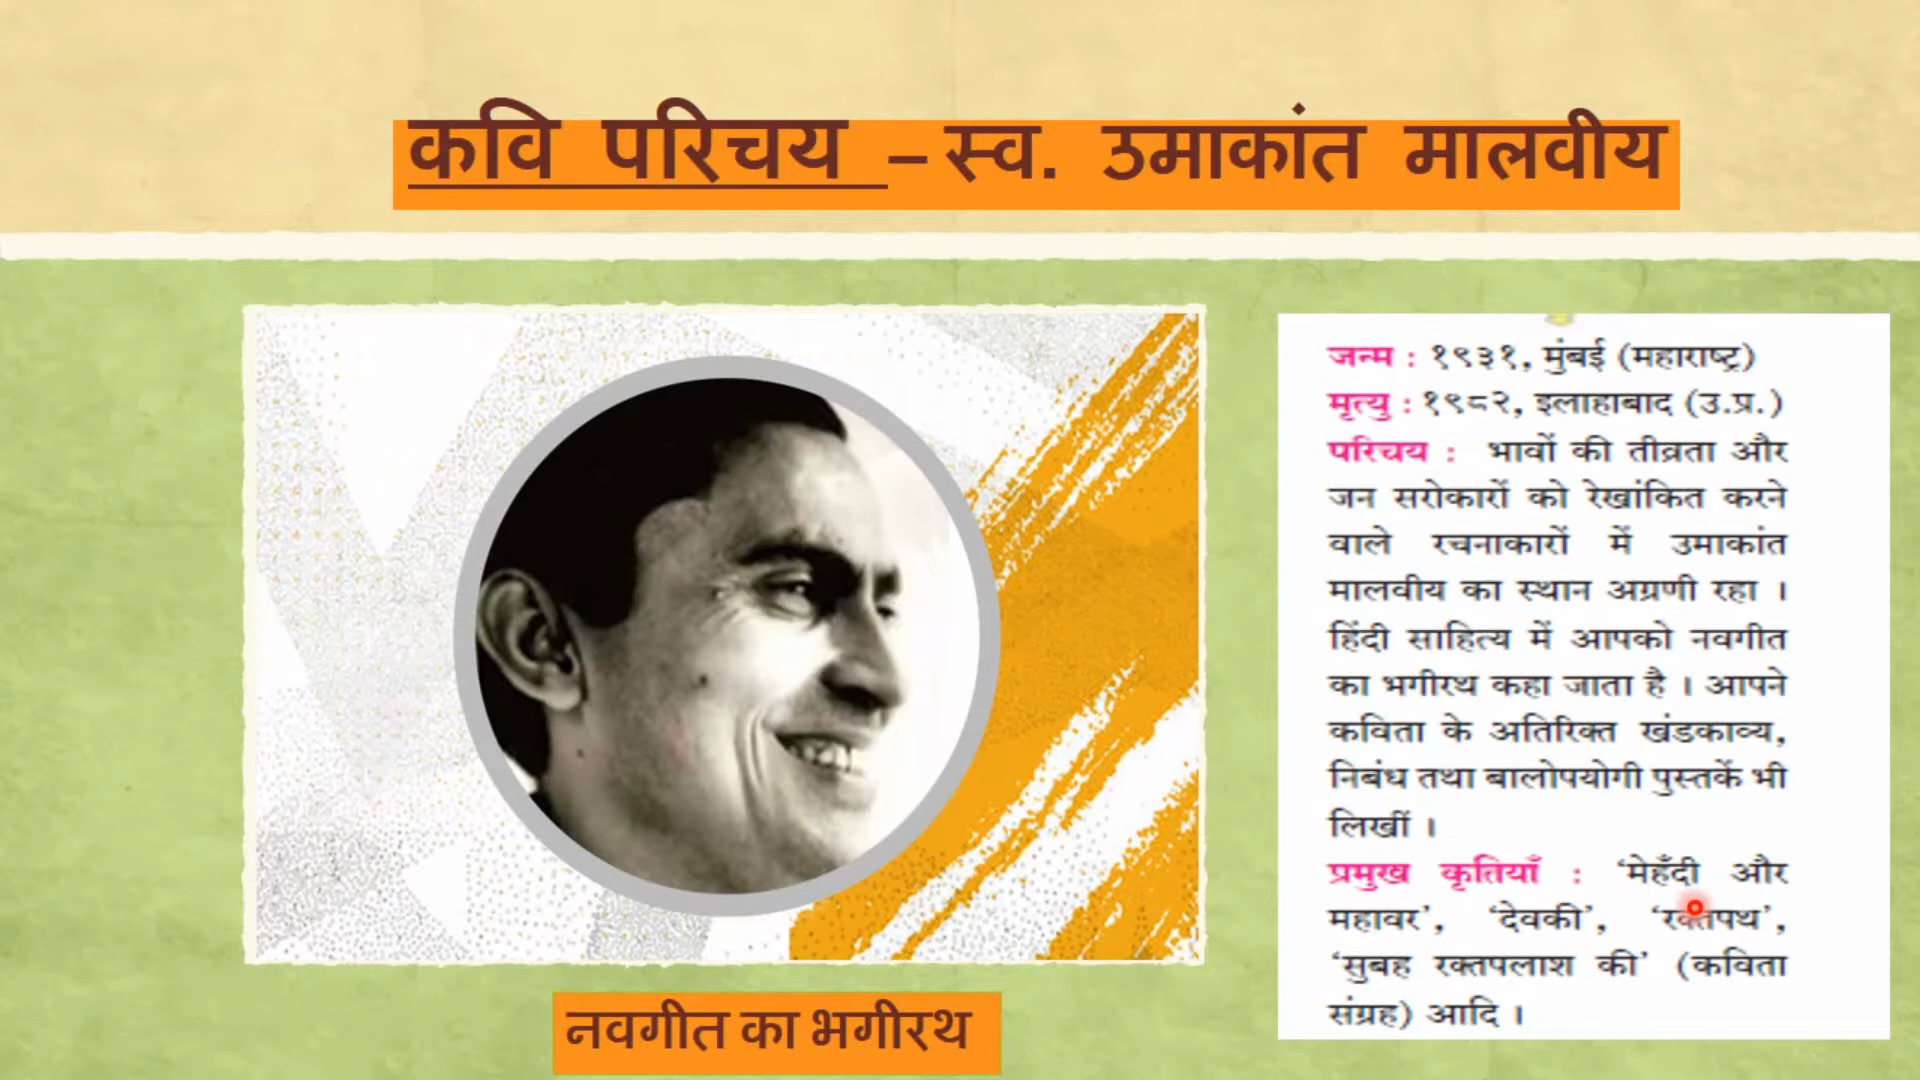 कवि परिचय – स्व. उमाकांत मालवीय
जन्म : १९३१, मुंबई (महाराष्ट्र)
मृत्यु : १९८२, इलाहाबाद (उ.प्र.)
परिचय : भावों की तीव्रता और
जन सरोकारों को रेखांकित करने
वाले रचनाकारों में उमाकांत
मालवीय का स्थान अग्रणी रहा ।
हिंदी साहित्य में आपको नवगीत
का भगीरथ कहा जाता है । आपने
कविता के अतिरिक्त खंडकाव्य,
निबंध तथा बालोपयोगी पुस्तकें भी
लिखीं ।
प्रमुख कृतियाँ : ‘मेहँदी और
महावर’, ‘देवकी’, ‘रक्तपथ’,
‘सुबह रक्तपलाश की’ (कविता
संग्रह) आदि ।
नवगीत का भगीरथ